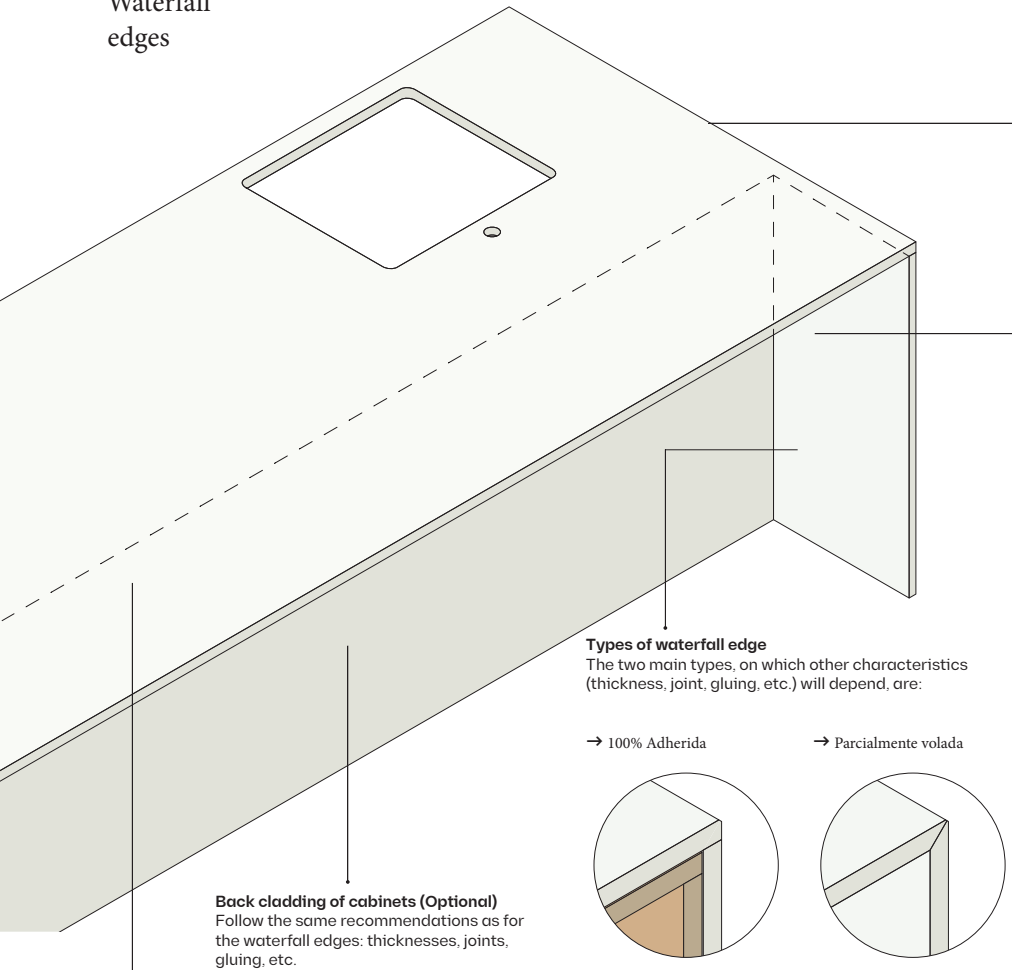 Waterfall
edges
Types of waterfall edge
The two main types, on which other characteristics
(thickness, joint, gluing, etc.) will depend, are:
→ 100% Adherida
→ Parcialmente volada
Back cladding of cabinets (Optional)
Follow the same recommendations as for
the waterfall edges: thicknesses, joints,
gluing, etc.